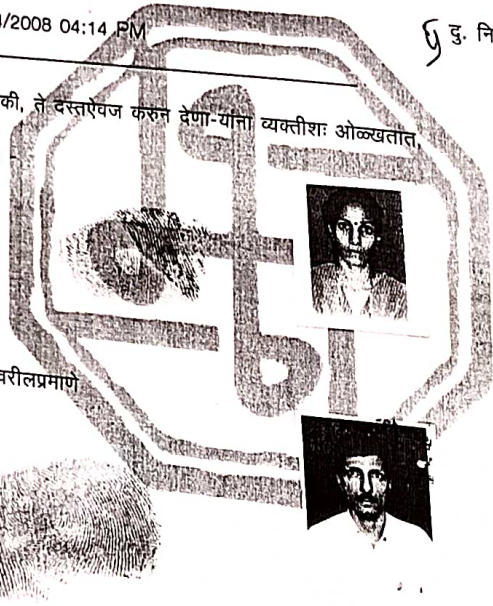 /2008 04:14 PM
दु. नि
की, ते दस्तऐवज करुन देणा-यांना व्यक्तीशः ओळखतात,
वरीलप्रमाणे